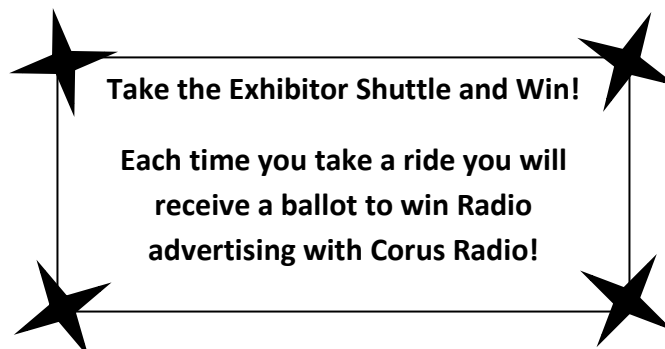 Take the Exhibitor Shuttle and Win!
Each time you take a ride you will
receive a ballot to win Radio
advertising with Corus Radio!